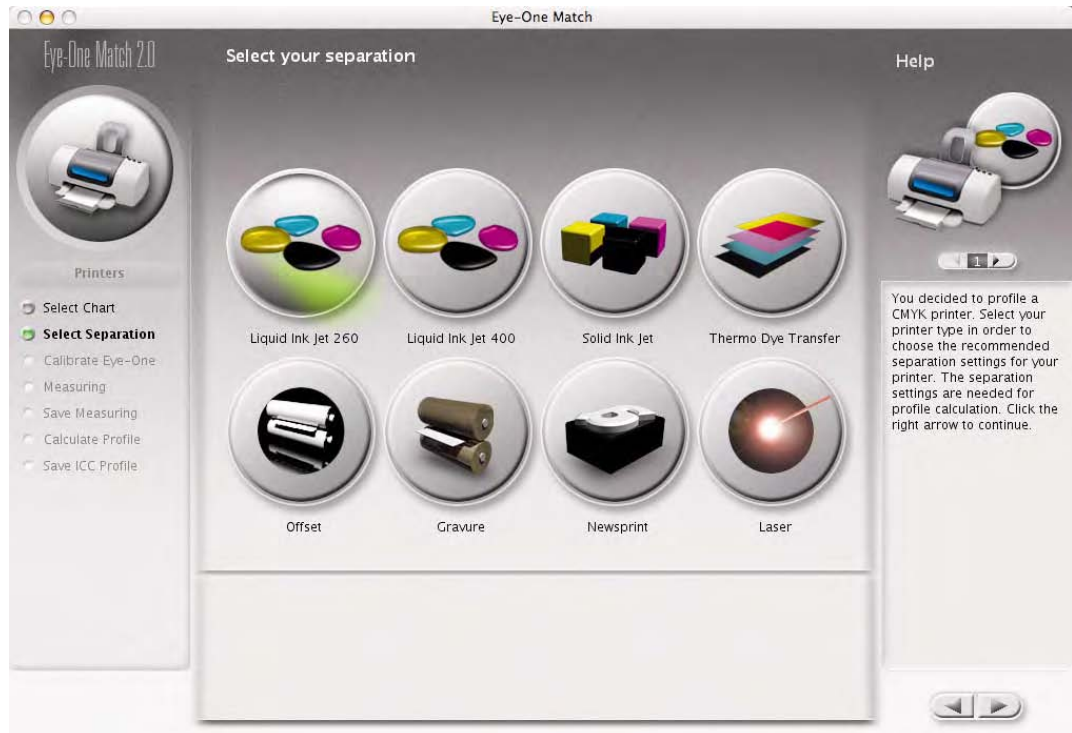 Eye-One Match
Eye-One Match 2.0
Select your separation
Help
Printers
Select Chart
Select Separation
Calibrate Eye-One
Measuring
Save Measuring
Calculate Profile
Save ICC Profile
Liquid Ink Jet 260
Liquid Ink Jet 400
Solid Ink Jet
Thermo Dye Transfer
Offset
Gravure
Newsprint
Laser
1
You decided to profile a
CMYK printer. Select your
printer type in order to
choose the recommended
separation settings for your
printer. The separation
settings are needed for
profile calculation. Click the
right arrow to continue.